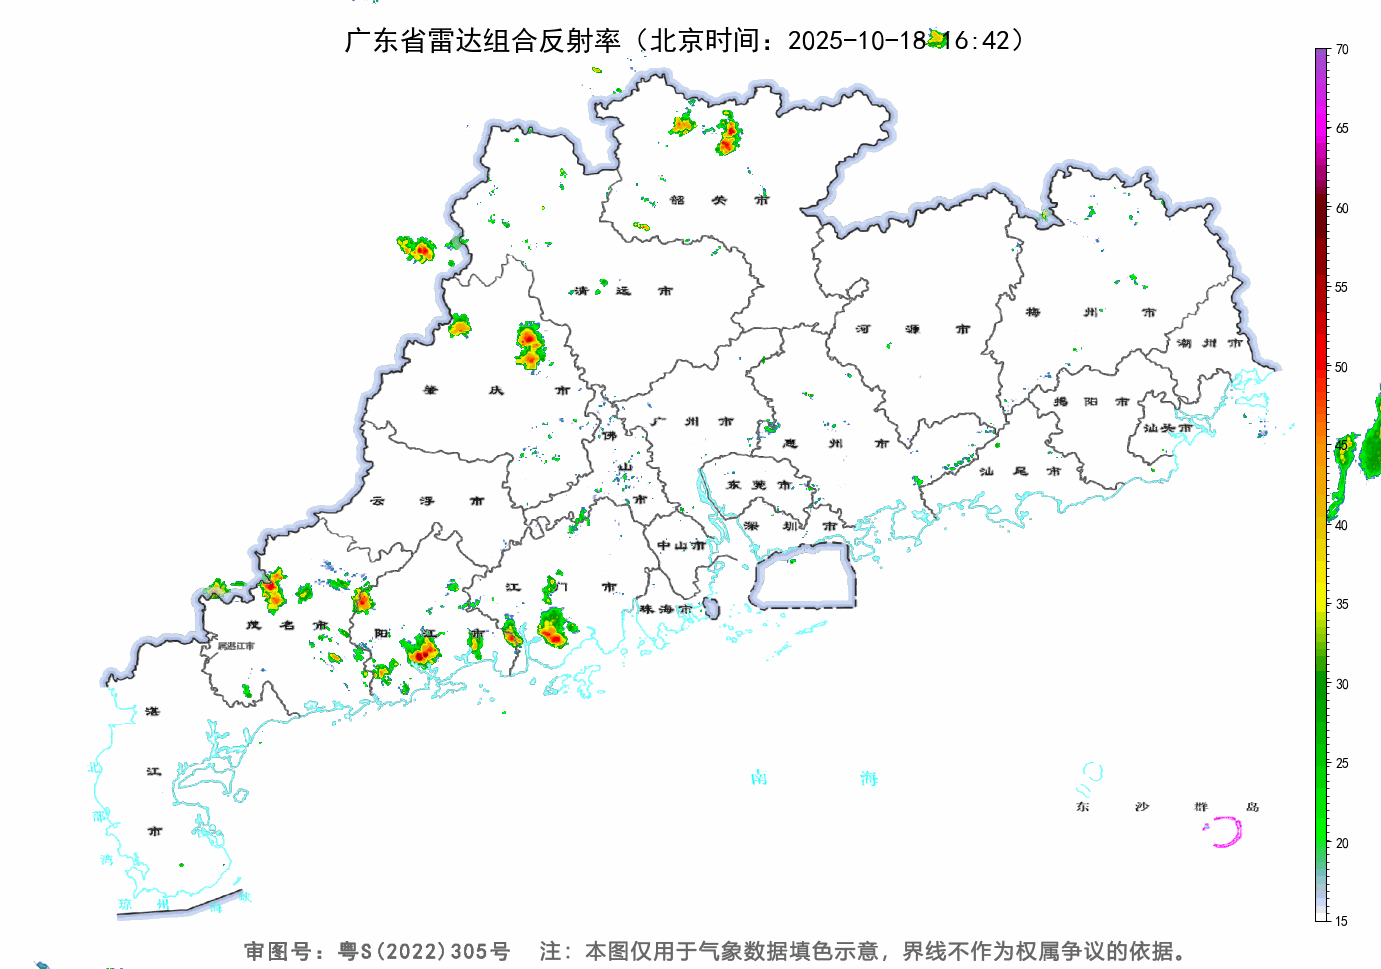 广东省雷达组合反射率（北京时间：2025-10-18 16:42）
70
65
60
55
50
45
40
35
30
25
20
15
韶关市
清远市
河源市
梅州市
潮州市
肇庆市
广州市
惠州市
揭阳市
汕头市
佛山市
东莞市
汕尾市
云浮市
深圳市
中山市
江门市
珠海市
茂名市
阳江市
属湛江市
湛江市
北部湾
琼州海峡
南海
东沙群岛
审图号：粤S(2022)305号 注：本图仅用于气象数据填色示意，界线不作为权属争议的依据。